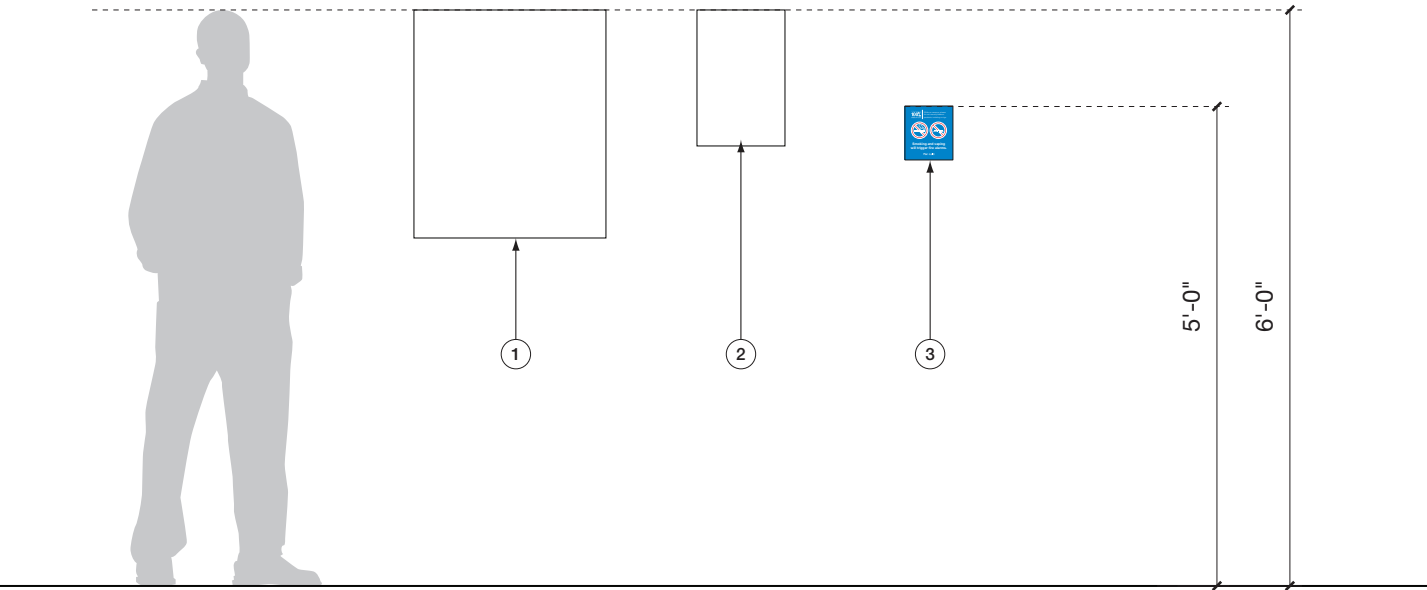 Smoking and vaping
will trigger the alarms.
5'-0"
6'-0"
1
2
3